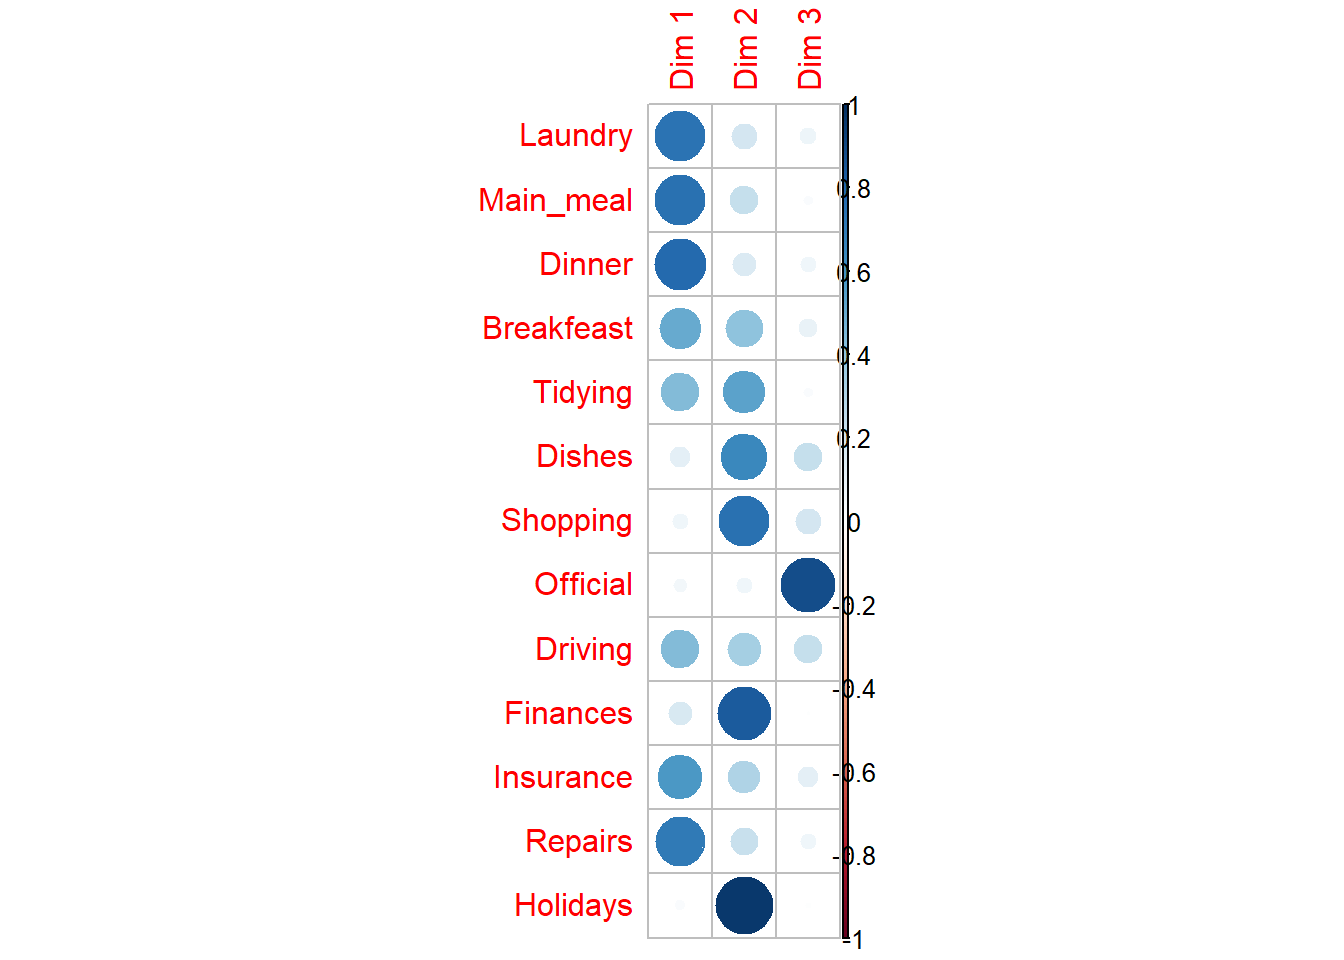 Dim 1 Dim 2 Dim 3
Laundry
Main_meal
Dinner
Breakfeast
Tidying
Dishes
Shopping
Official
Driving
Finances
Insurance
Repairs
Holidays
1
0.8
0.6
0.4
0.2
0
-0.2
-0.4
-0.6
-0.8
-1